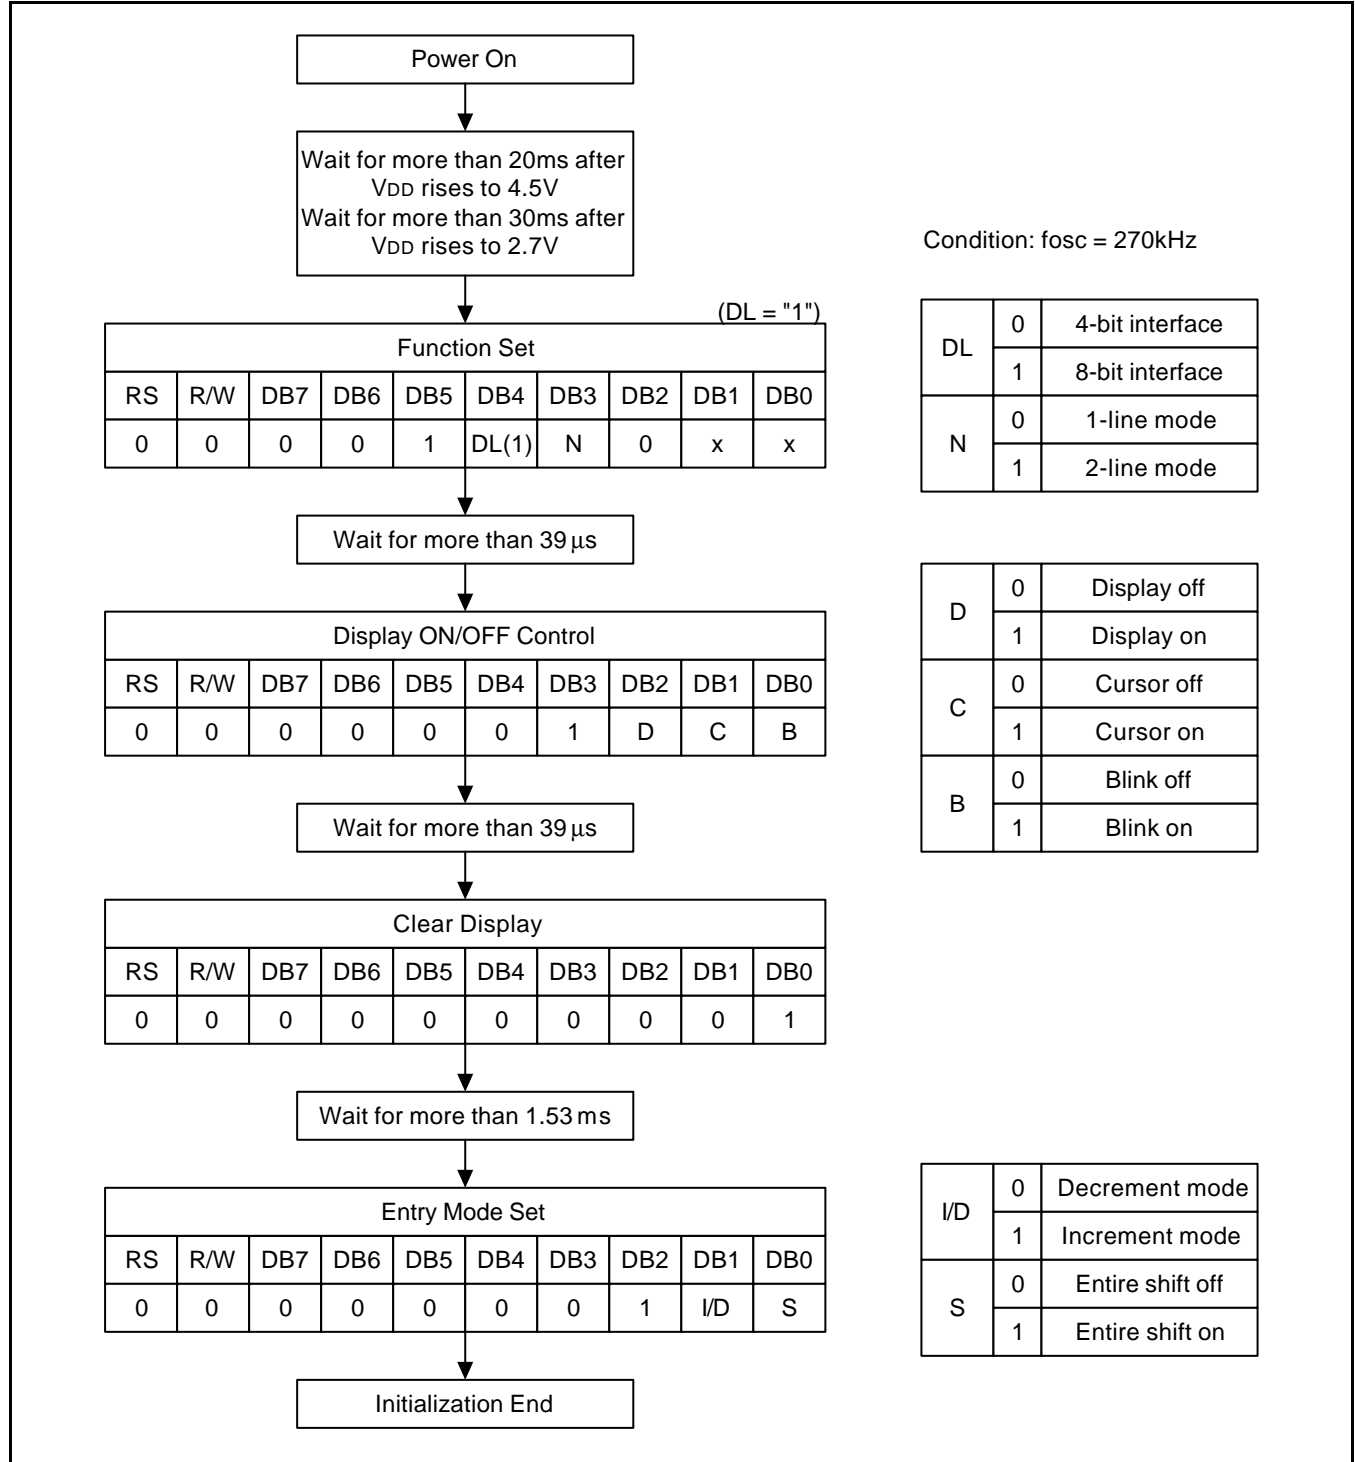 Power On
Wait for more than 20ms after
VDD rises to 4.5V
Wait for more than 30ms after
VDD rises to 2.7V
Condition: fosc = 270kHz
(DL = "1")
Function Set
RS R/W DB7 DB6 DB5 DB4 DB3 DB2 DB1 DB0
0 0 0 0 1 DL(1) N 0 x x
DL
0 4-bit interface
1 8-bit interface
N
0 1-line mode
1 2-line mode
Wait for more than 39 µs
Display ON/OFF Control
RS R/W DB7 DB6 DB5 DB4 DB3 DB2 DB1 DB0
0 0 0 0 0 0 1 D C B
D
0 Display off
1 Display on
C
0 Cursor off
1 Cursor on
B
0 Blink off
1 Blink on
Wait for more than 39 µs
Clear Display
RS R/W DB7 DB6 DB5 DB4 DB3 DB2 DB1 DB0
0 0 0 0 0 0 0 0 0 1
Wait for more than 1.53 ms
Entry Mode Set
RS R/W DB7 DB6 DB5 DB4 DB3 DB2 DB1 DB0
0 0 0 0 0 0 0 1 I/D S
I/D
0 Decrement mode
1 Increment mode
S
0 Entire shift off
1 Entire shift on
Initialization End